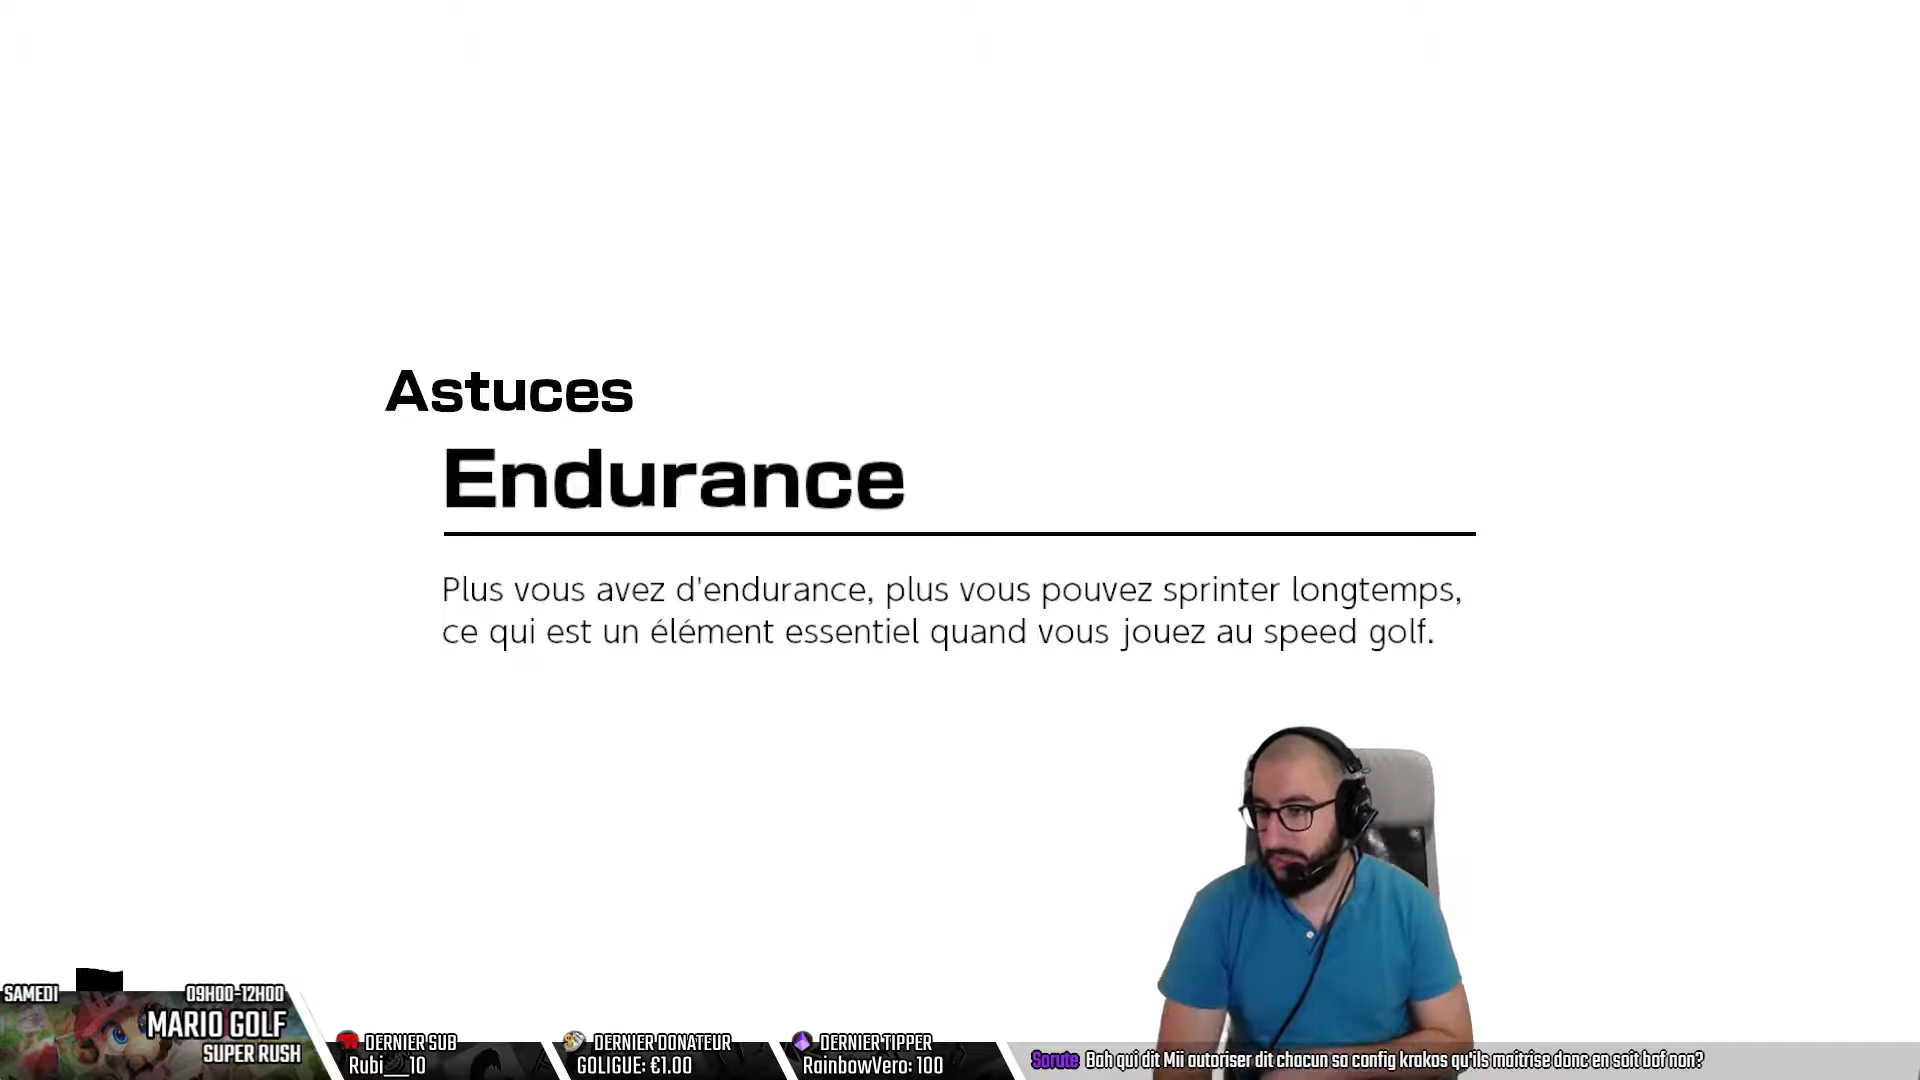 Astuces
Endurance
Plus vous avez d'endurance, plus vous pouvez sprinter longtemps,
ce qui est un élément essentiel quand vous jouez au speed golf.
SAMEDI 09H00-12H00
MARIO GOLF
SUPER RUSH
DERNIER SUB
Rubi__10
DERNIER DONATEUR
GOLIGUE: €1.00
DERNIER TIPPER
RainbowVero: 100
Sorute Bah qui dit Mii autoriser dit chacun sa config krakos qu'ils maitrise donc en soit bof non?